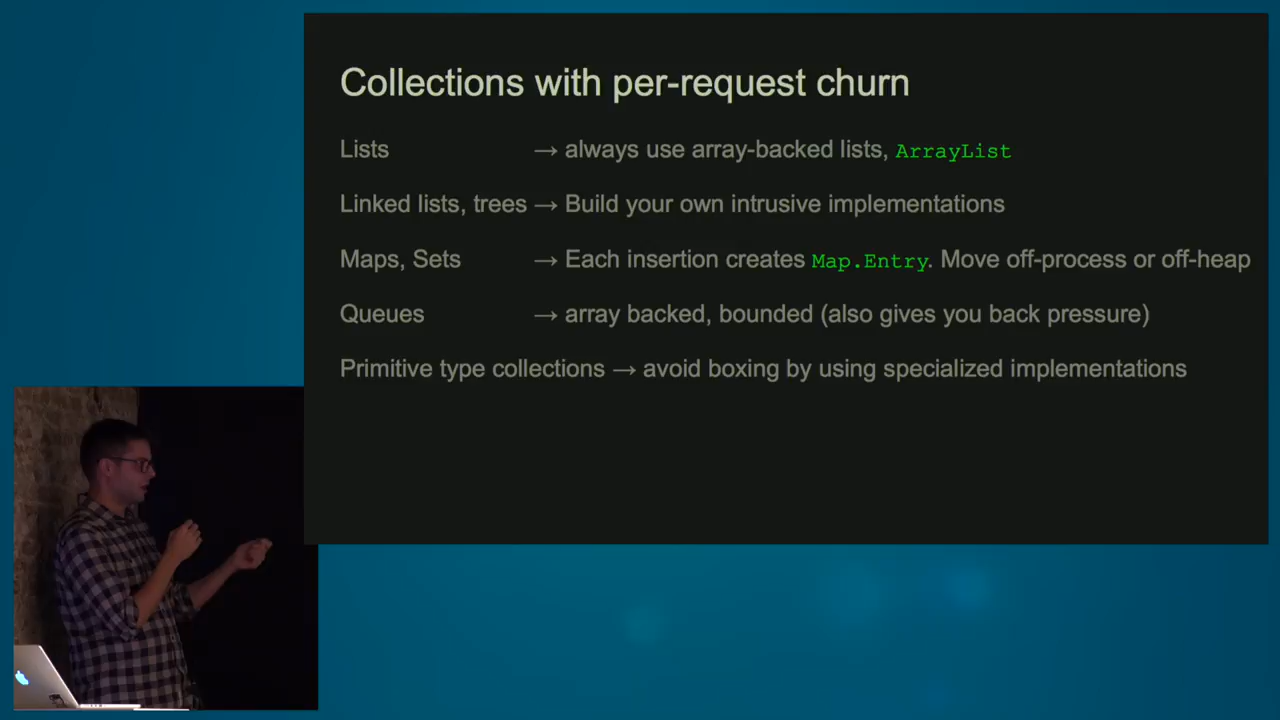 Collections with per-request churn
Lists → always use array-backed lists, ArrayList
Linked lists, trees → Build your own intrusive implementations
Maps, Sets → Each insertion creates Map.Entry. Move off-process or off-heap
Queues → array backed, bounded (also gives you back pressure)
Primitive type collections → avoid boxing by using specialized implementations